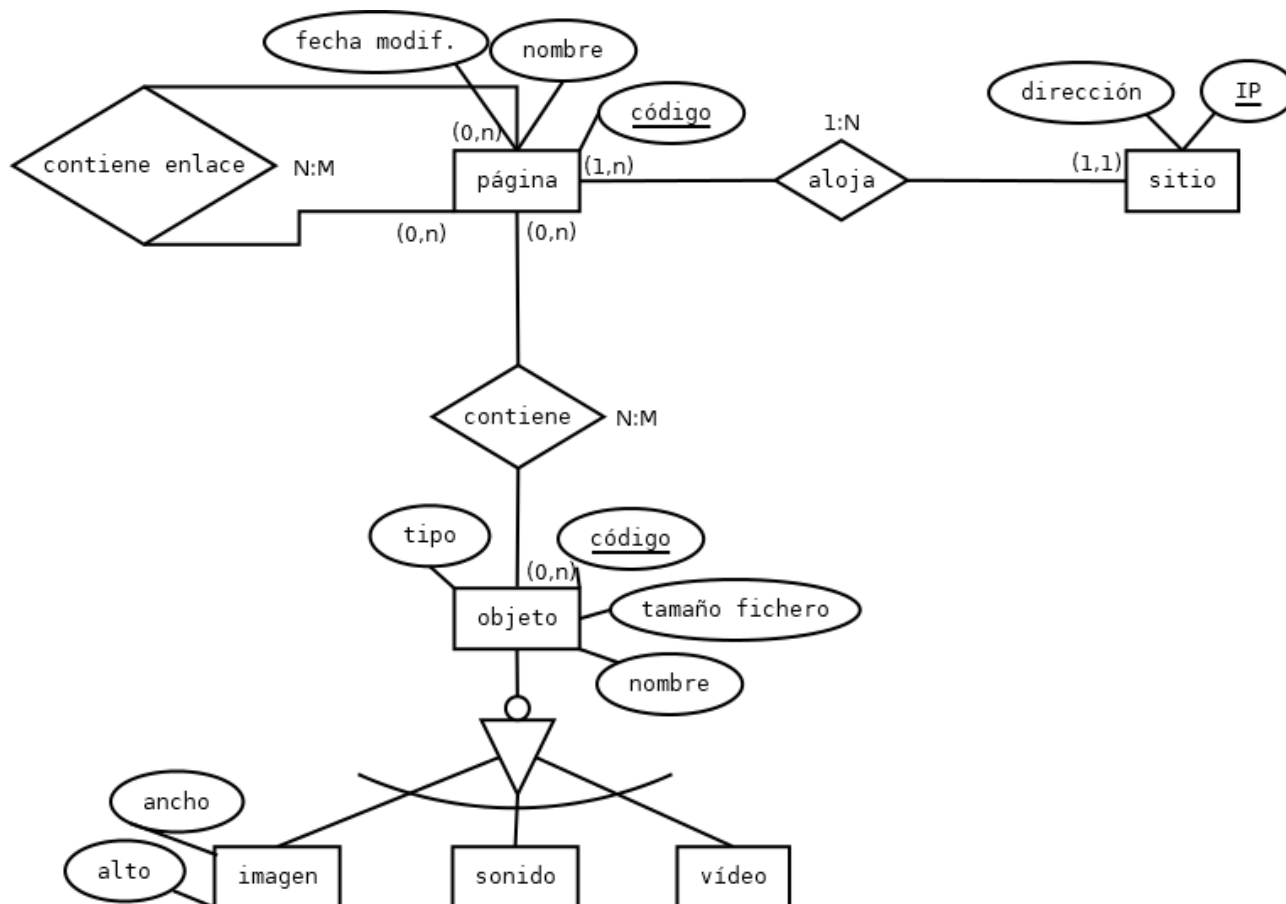 fecha modif.
nombre
código
dirección
IP
contiene enlace
N:M
(0,n)
página
(1,n)
1:N
aloja
(1,1)
sitio
(0,n)
(0,n)
contiene
N:M
tipo
código
(0,n)
objeto
tamaño fichero
nombre
ancho
alto
imagen
sonido
vídeo